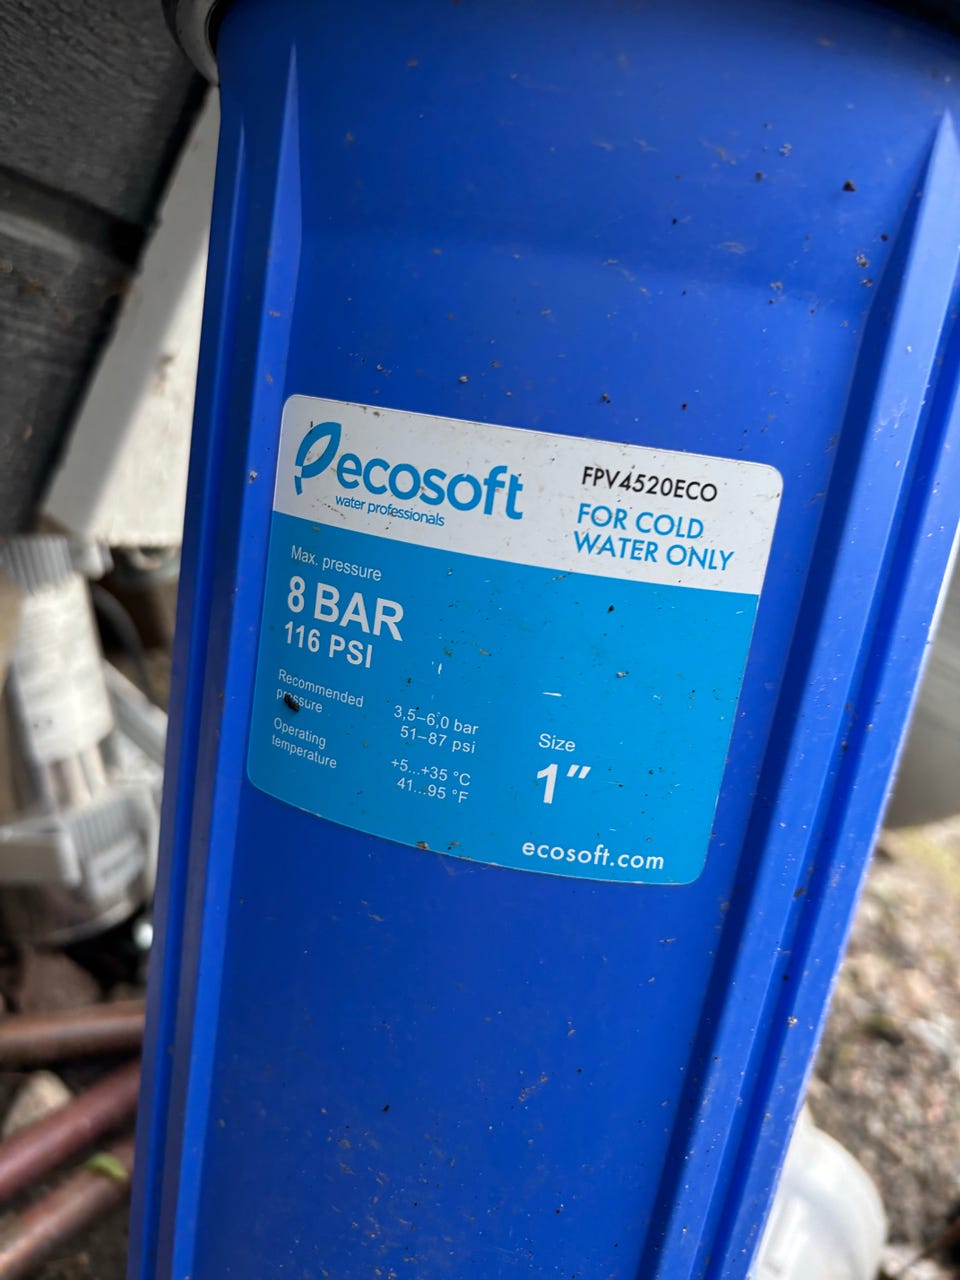 ecosoft
water professionals
FPV4520ECO
FOR COLD
WATER ONLY
Max. pressure
8 BAR
116 PSI
Recommended
pressure
3,5–6,0 bar
51–87 psi
Operating
temperature
+5...+35 °C
41...95 °F
Size
1″
ecosoft.com